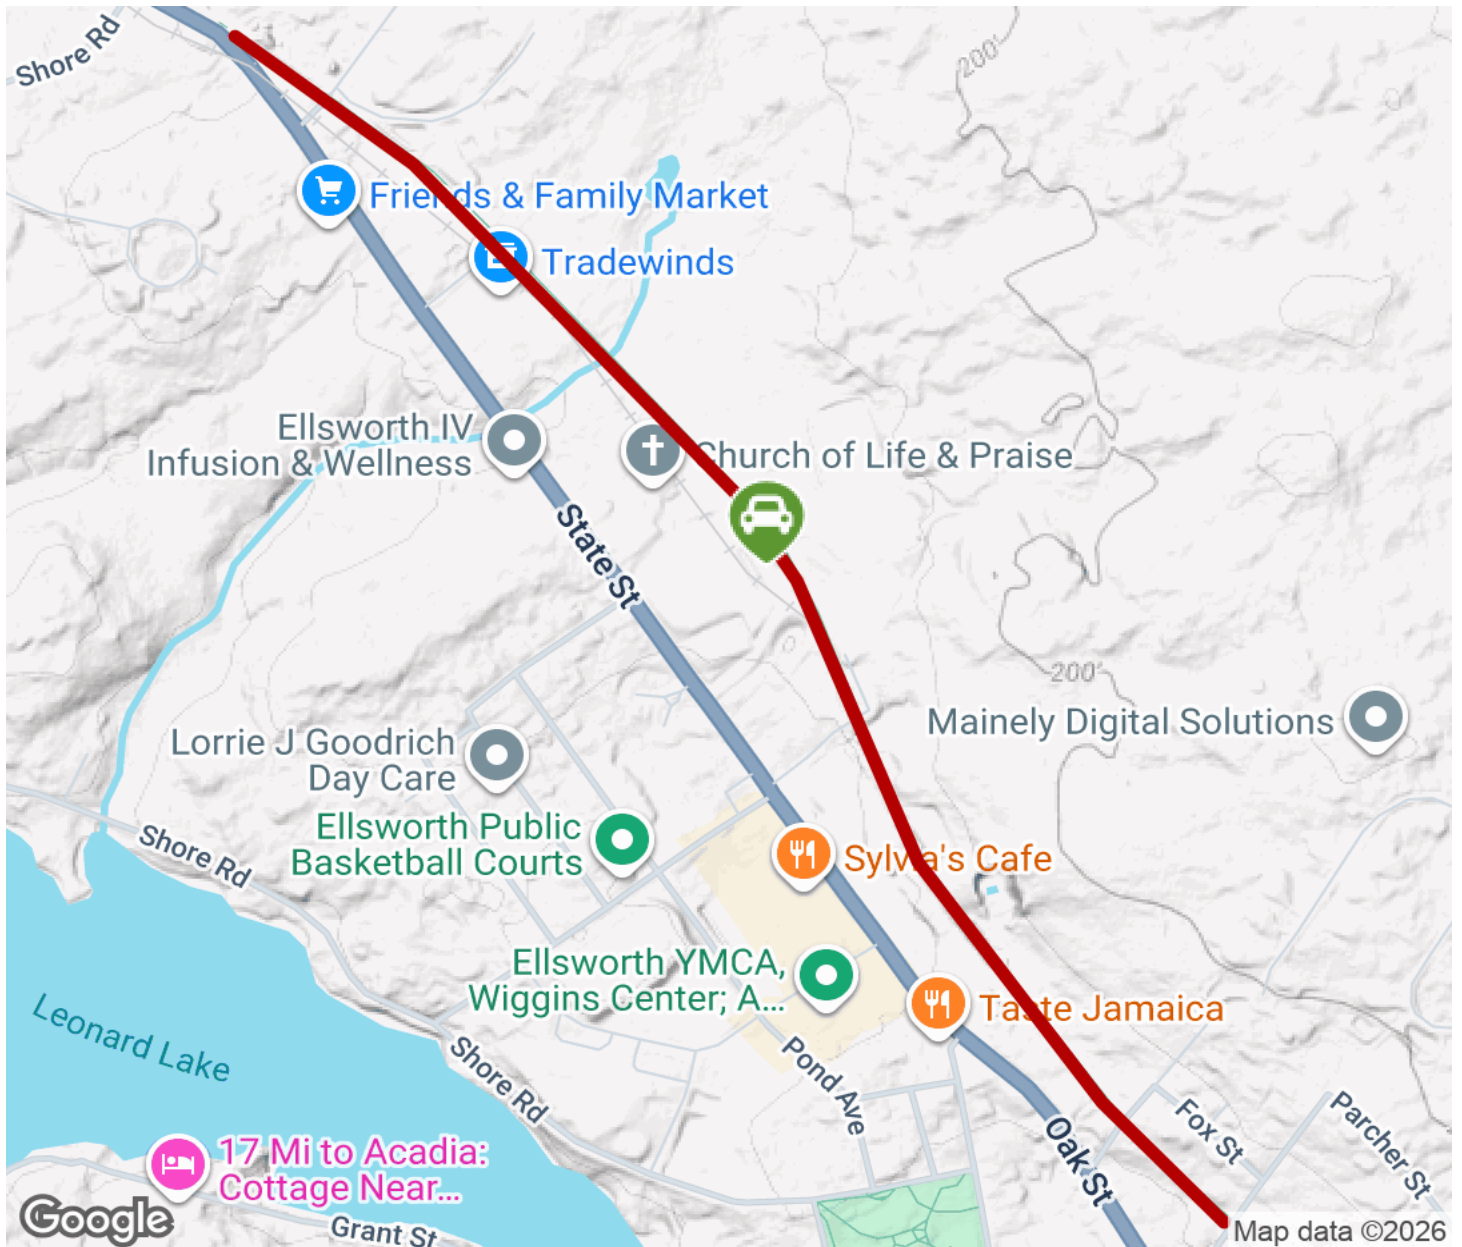 Shore Rd
200'
Friends & Family Market
Tradewinds
Ellsworth IV
Infusion & Wellness
Church of Life & Praise
State St
200'
Mainely Digital Solutions
Lorrie J Goodrich
Day Care
Ellsworth Public
Basketball Courts
Shore Rd
Sylvia's Cafe
Ellsworth YMCA,
Wiggins Center; A...
Taste Jamaica
Leonard Lake
Shore Rd
Pond Ave
Fox St
Parcher St
Oak St
17 Mi to Acadia:
Cottage Near...
Google
Grant St
Map data ©2026